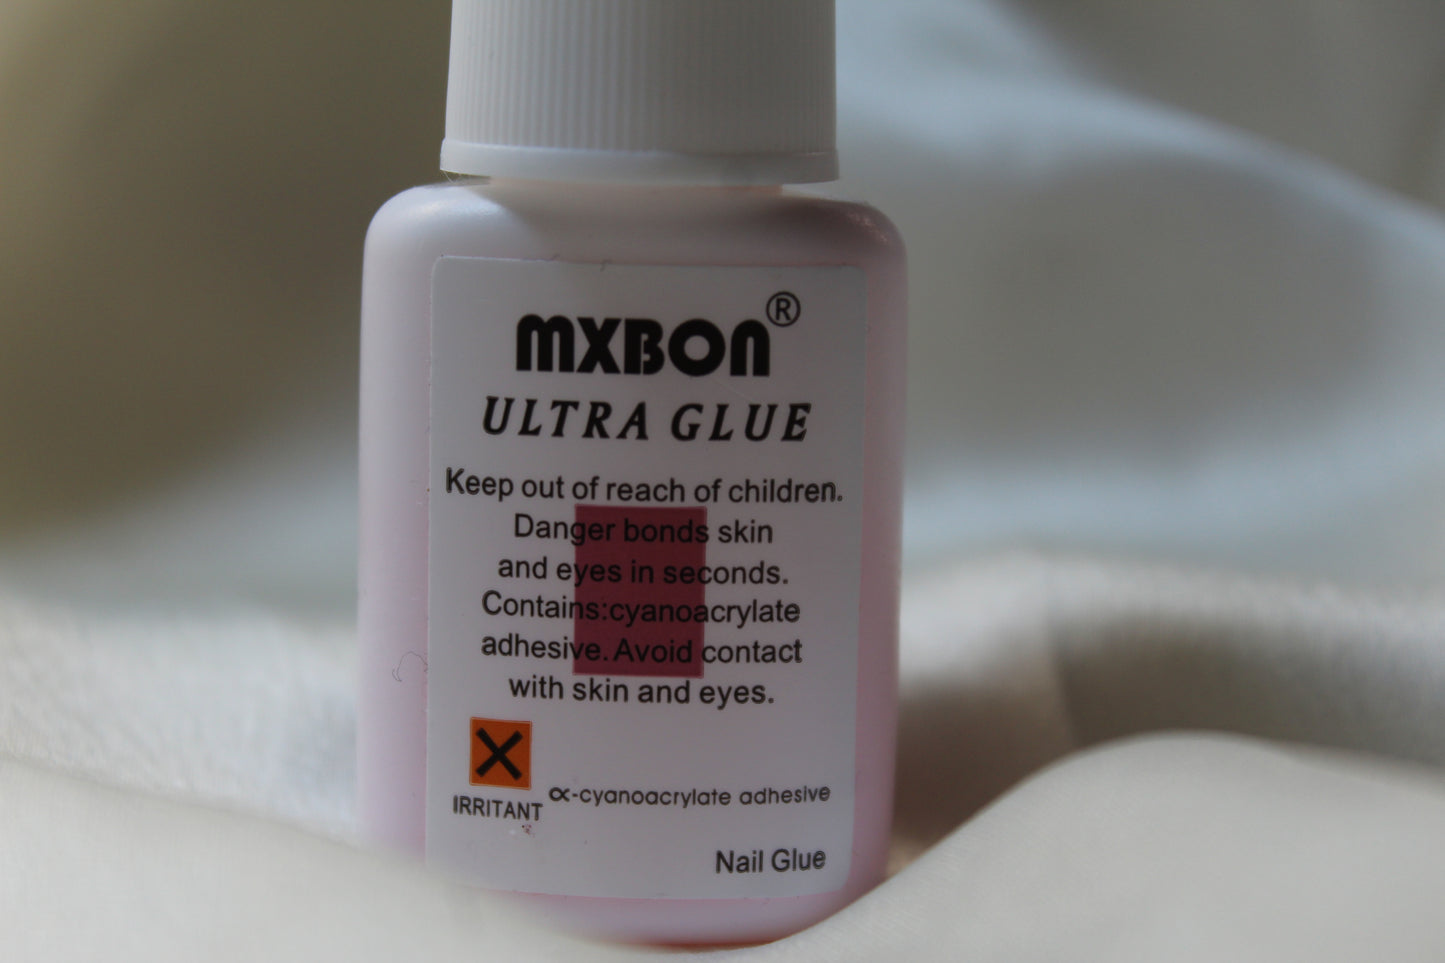 MXBON®
ULTRA GLUE
Keep out of reach of children.
Danger bonds skin
and eyes in seconds.
Contains:cyanoacrylate
adhesive.Avoid contact
with skin and eyes.
IRRITANT
α-cyanoacrylate adhesive
Nail Glue